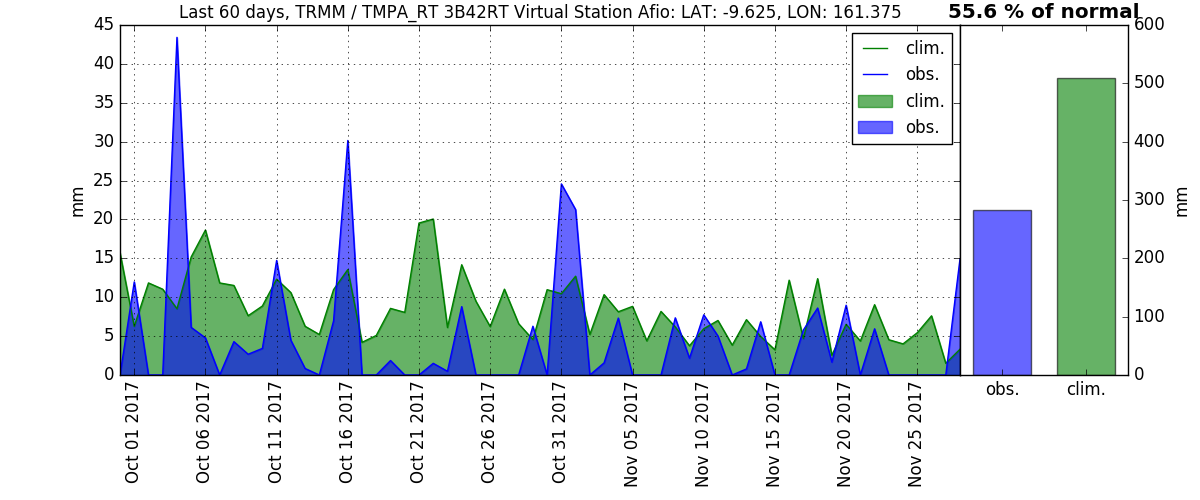 Last 60 days, TRMM / TMPA_RT 3B42RT Virtual Station Afio: LAT: -9.625, LON: 161.375
55.6 % of normal
45
40
35
30
25
20
15
10
5
0
mm
clim.
obs.
clim.
obs.
600
500
400
300
200
100
0
mm
obs.
clim.
Oct 01 2017
Oct 06 2017
Oct 11 2017
Oct 16 2017
Oct 21 2017
Oct 26 2017
Oct 31 2017
Nov 05 2017
Nov 10 2017
Nov 15 2017
Nov 20 2017
Nov 25 2017